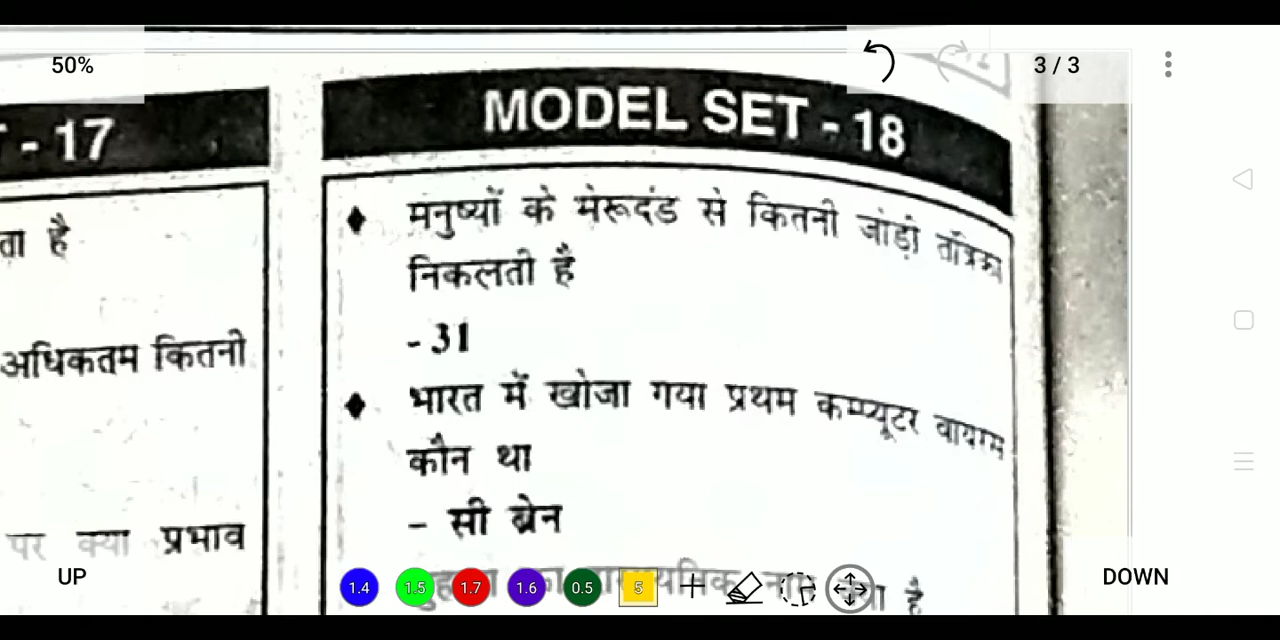 50%
3 / 3
- 17
MODEL SET - 18
ता है
अधिकतम कितनी
पर क्या प्रभाव
मनुष्यों के मेरूदंड से कितनी जोड़ी तंत्रिका
निकलती है
- 31
भारत में खोजा गया प्रथम कम्प्यूटर वायरस
कौन था
- सी ब्रेन
है
UP
1.4 1.5 1.7 1.6 0.5 5
DOWN